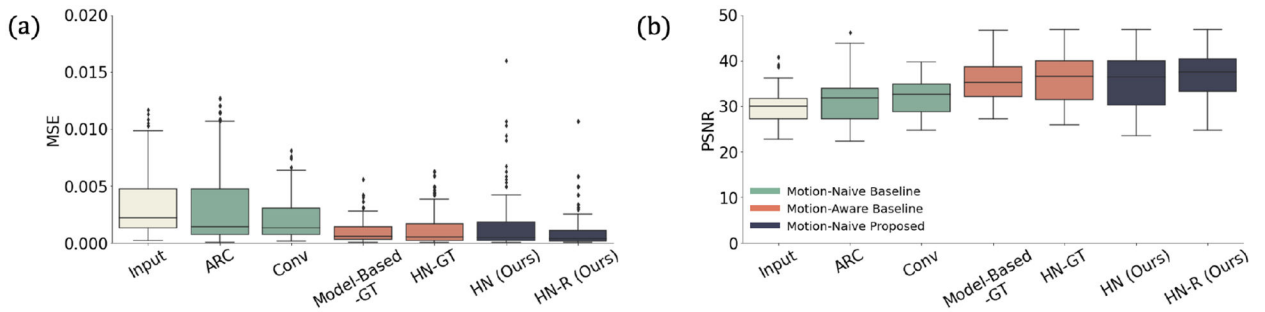 (a)
MSE
0.020
0.015
0.010
0.005
0.000
Input
ARC
Conv
Model-Based
-GT
HN-GT
HN (Ours)
HN-R (Ours)
(b)
PSNR
50
40
30
20
10
0
Motion-Naive Baseline
Motion-Aware Baseline
Motion-Naive Proposed
Input
ARC
Conv
Model-Based
-GT
HN-GT
HN (Ours)
HN-R (Ours)